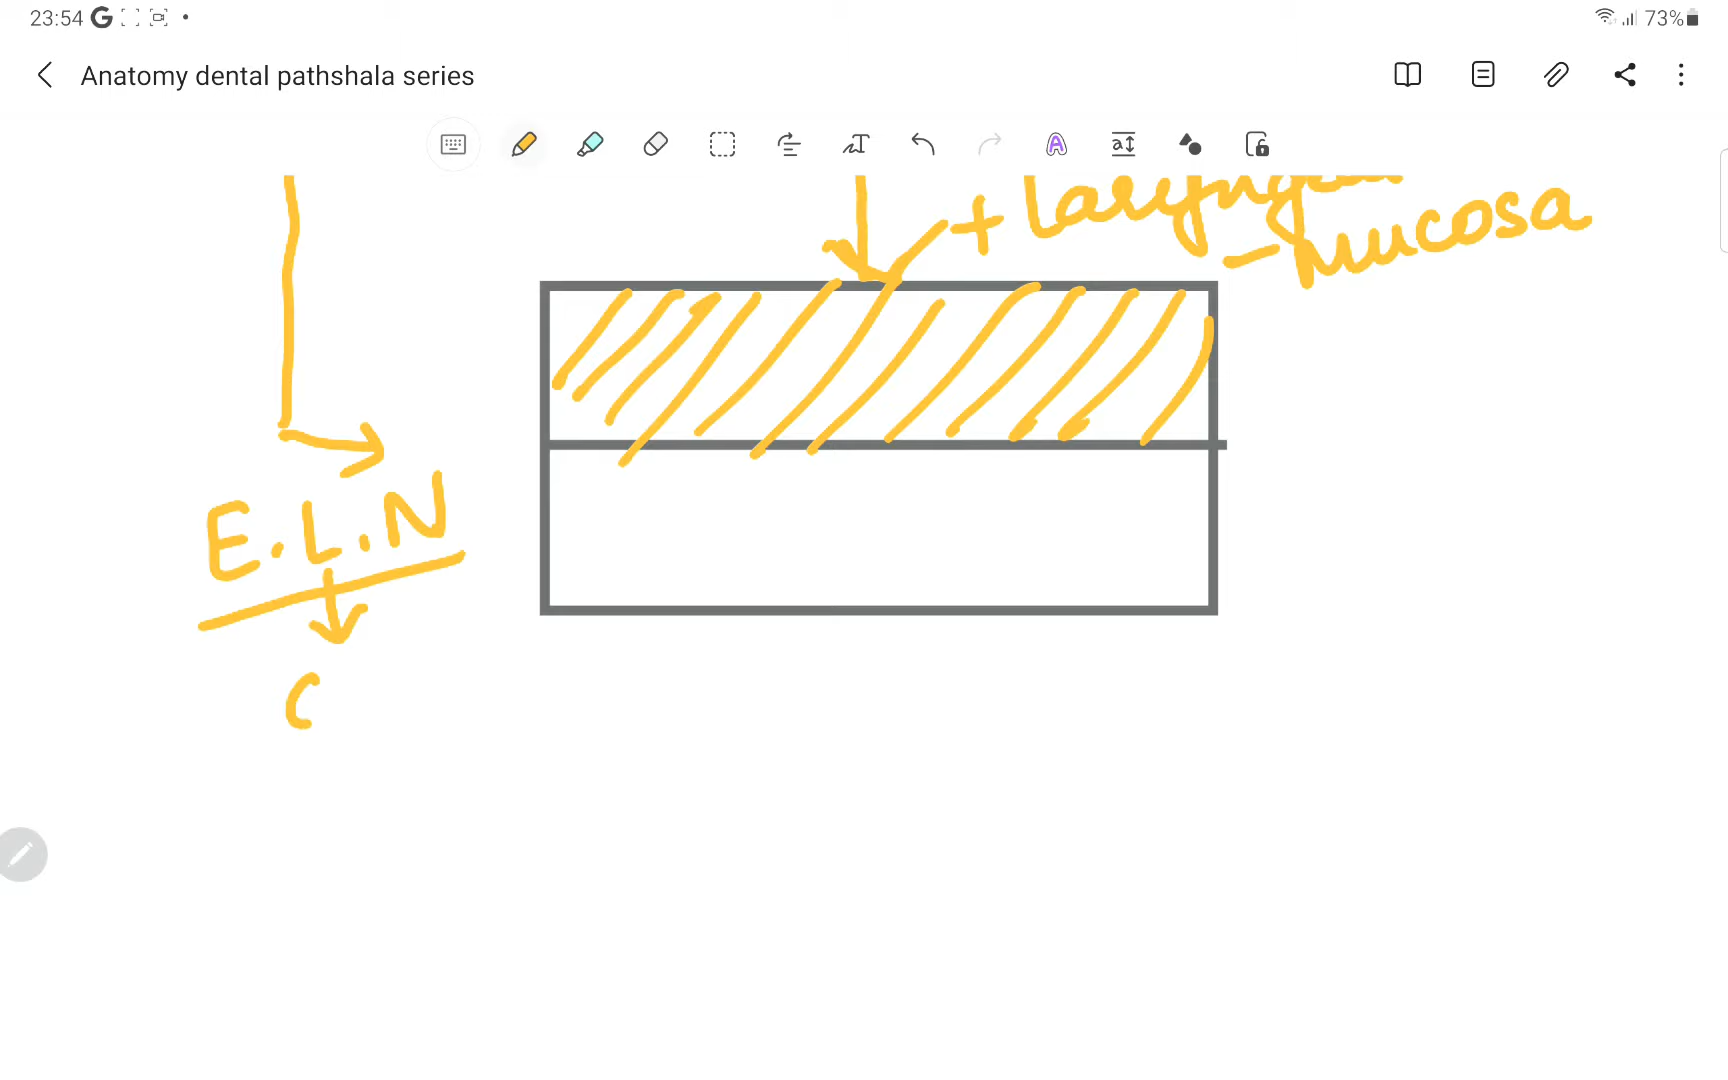 23:54 G
73%
Anatomy dental pathshala series
+ laryngeal
- mucosa
E.L.N
C